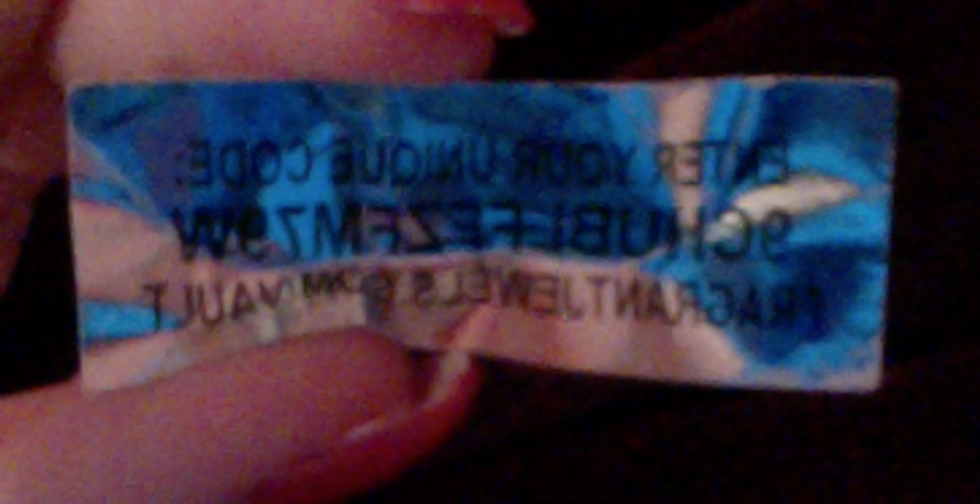 ENTER YOUR UNIQUE CODE:
FRAGRANTJEWELS.COM/VAULT